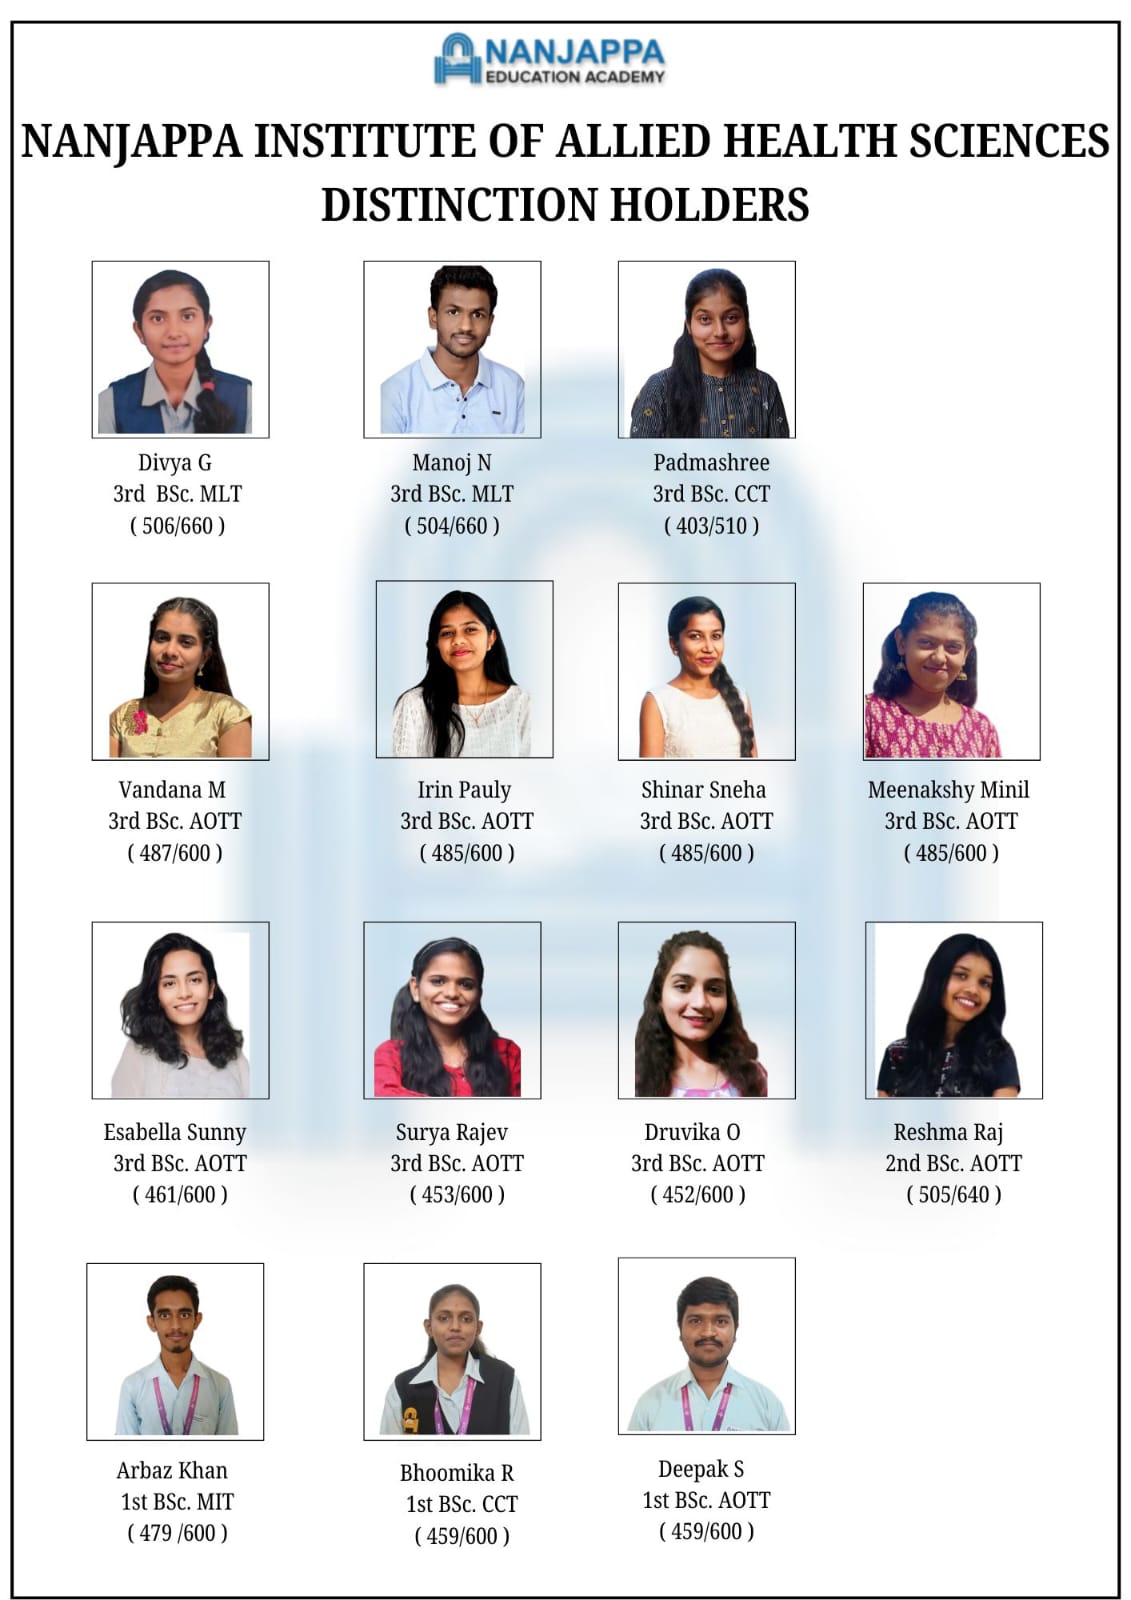 NANJAPPA
EDUCATION ACADEMY
NANJAPPA INSTITUTE OF ALLIED HEALTH SCIENCES
DISTINCTION HOLDERS
Divya G
3rd BSc. MLT
( 506/660 )
Manoj N
3rd BSc. MLT
( 504/660 )
Padmashree
3rd BSc. CCT
( 403/510 )
Vandana M
3rd BSc. AOTT
( 487/600 )
Irin Pauly
3rd BSc. AOTT
( 485/600 )
Shinar Sneha
3rd BSc. AOTT
( 485/600 )
Meenakshy Minil
3rd BSc. AOTT
( 485/600 )
Esabella Sunny
3rd BSc. AOTT
( 461/600 )
Surya Rajev
3rd BSc. AOTT
( 453/600 )
Druvika O
3rd BSc. AOTT
( 452/600 )
Reshma Raj
2nd BSc. AOTT
( 505/640 )
Arbaz Khan
1st BSc. MIT
( 479 /600 )
Bhoomika R
1st BSc. CCT
( 459/600 )
Deepak S
1st BSc. AOTT
( 459/600 )